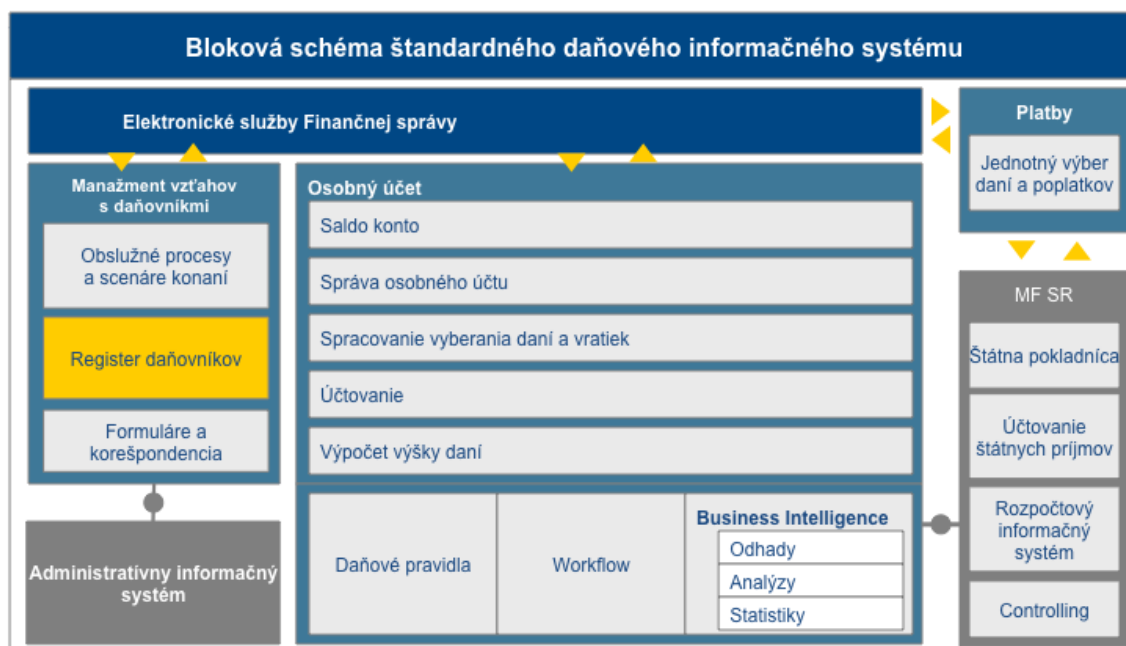 Bloková schéma štandardného daňového informačného systému
Elektronické služby Finančnej správy
Manažment vzťahov
s daňovníkmi
Obslužné procesy
a scenáre konaní
Register daňovníkov
Formuláre a
korešpondencia
Administratívny informačný
systém
Osobný účet
Saldo konto
Správa osobného účtu
Spracovanie vyberania daní a vratiek
Účtovanie
Výpočet výšky daní
Daňové pravidla
Workflow
Business Intelligence
Odhady
Analýzy
Statistiky
Platby
Jednotný výber
daní a poplatkov
MF SR
Štátna pokladníca
Účtovanie
štátnych príjmov
Rozpočtový
informačný
systém
Controlling